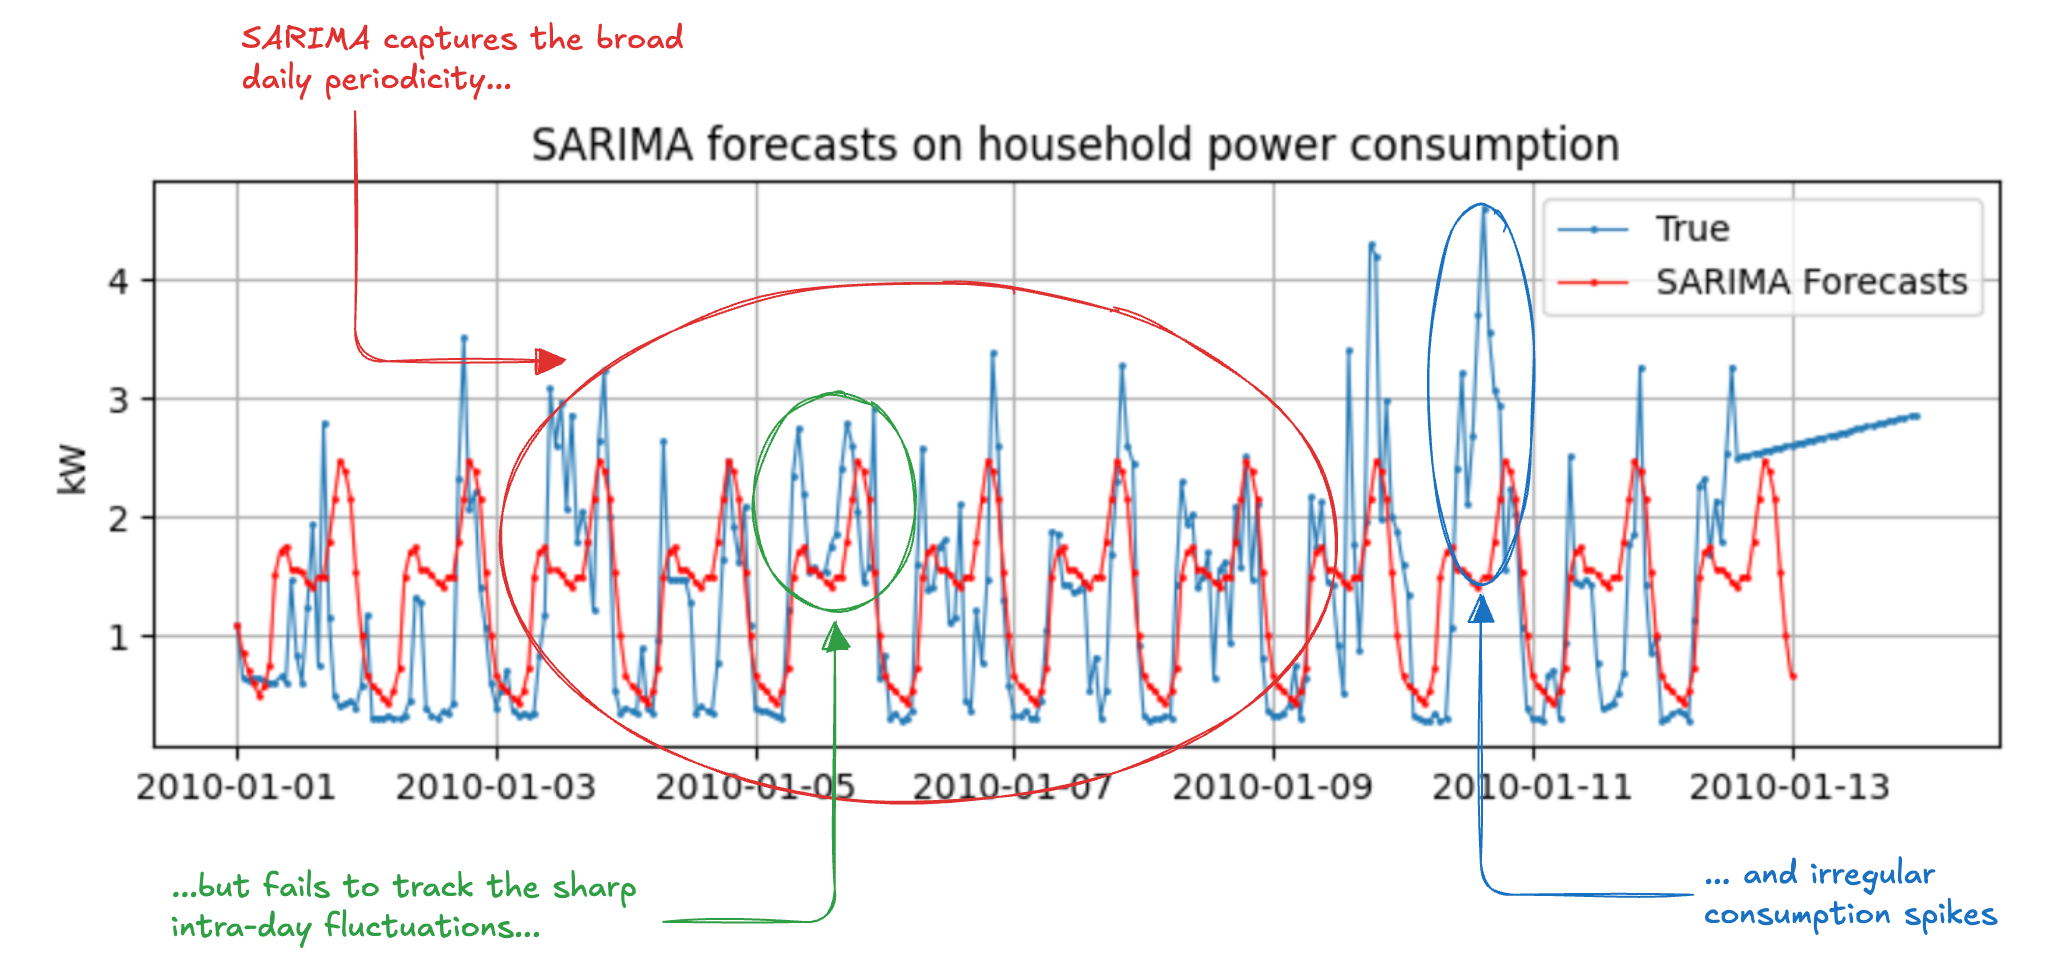 SARIMA captures the broad
daily periodicity...
SARIMA forecasts on household power consumption
True
SARIMA Forecasts
kW
4
3
2
1
2010-01-01
2010-01-03
2010-01-05
2010-01-07
2010-01-09
2010-01-11
2010-01-13
...but fails to track the sharp
intra-day fluctuations...
... and irregular
consumption spikes